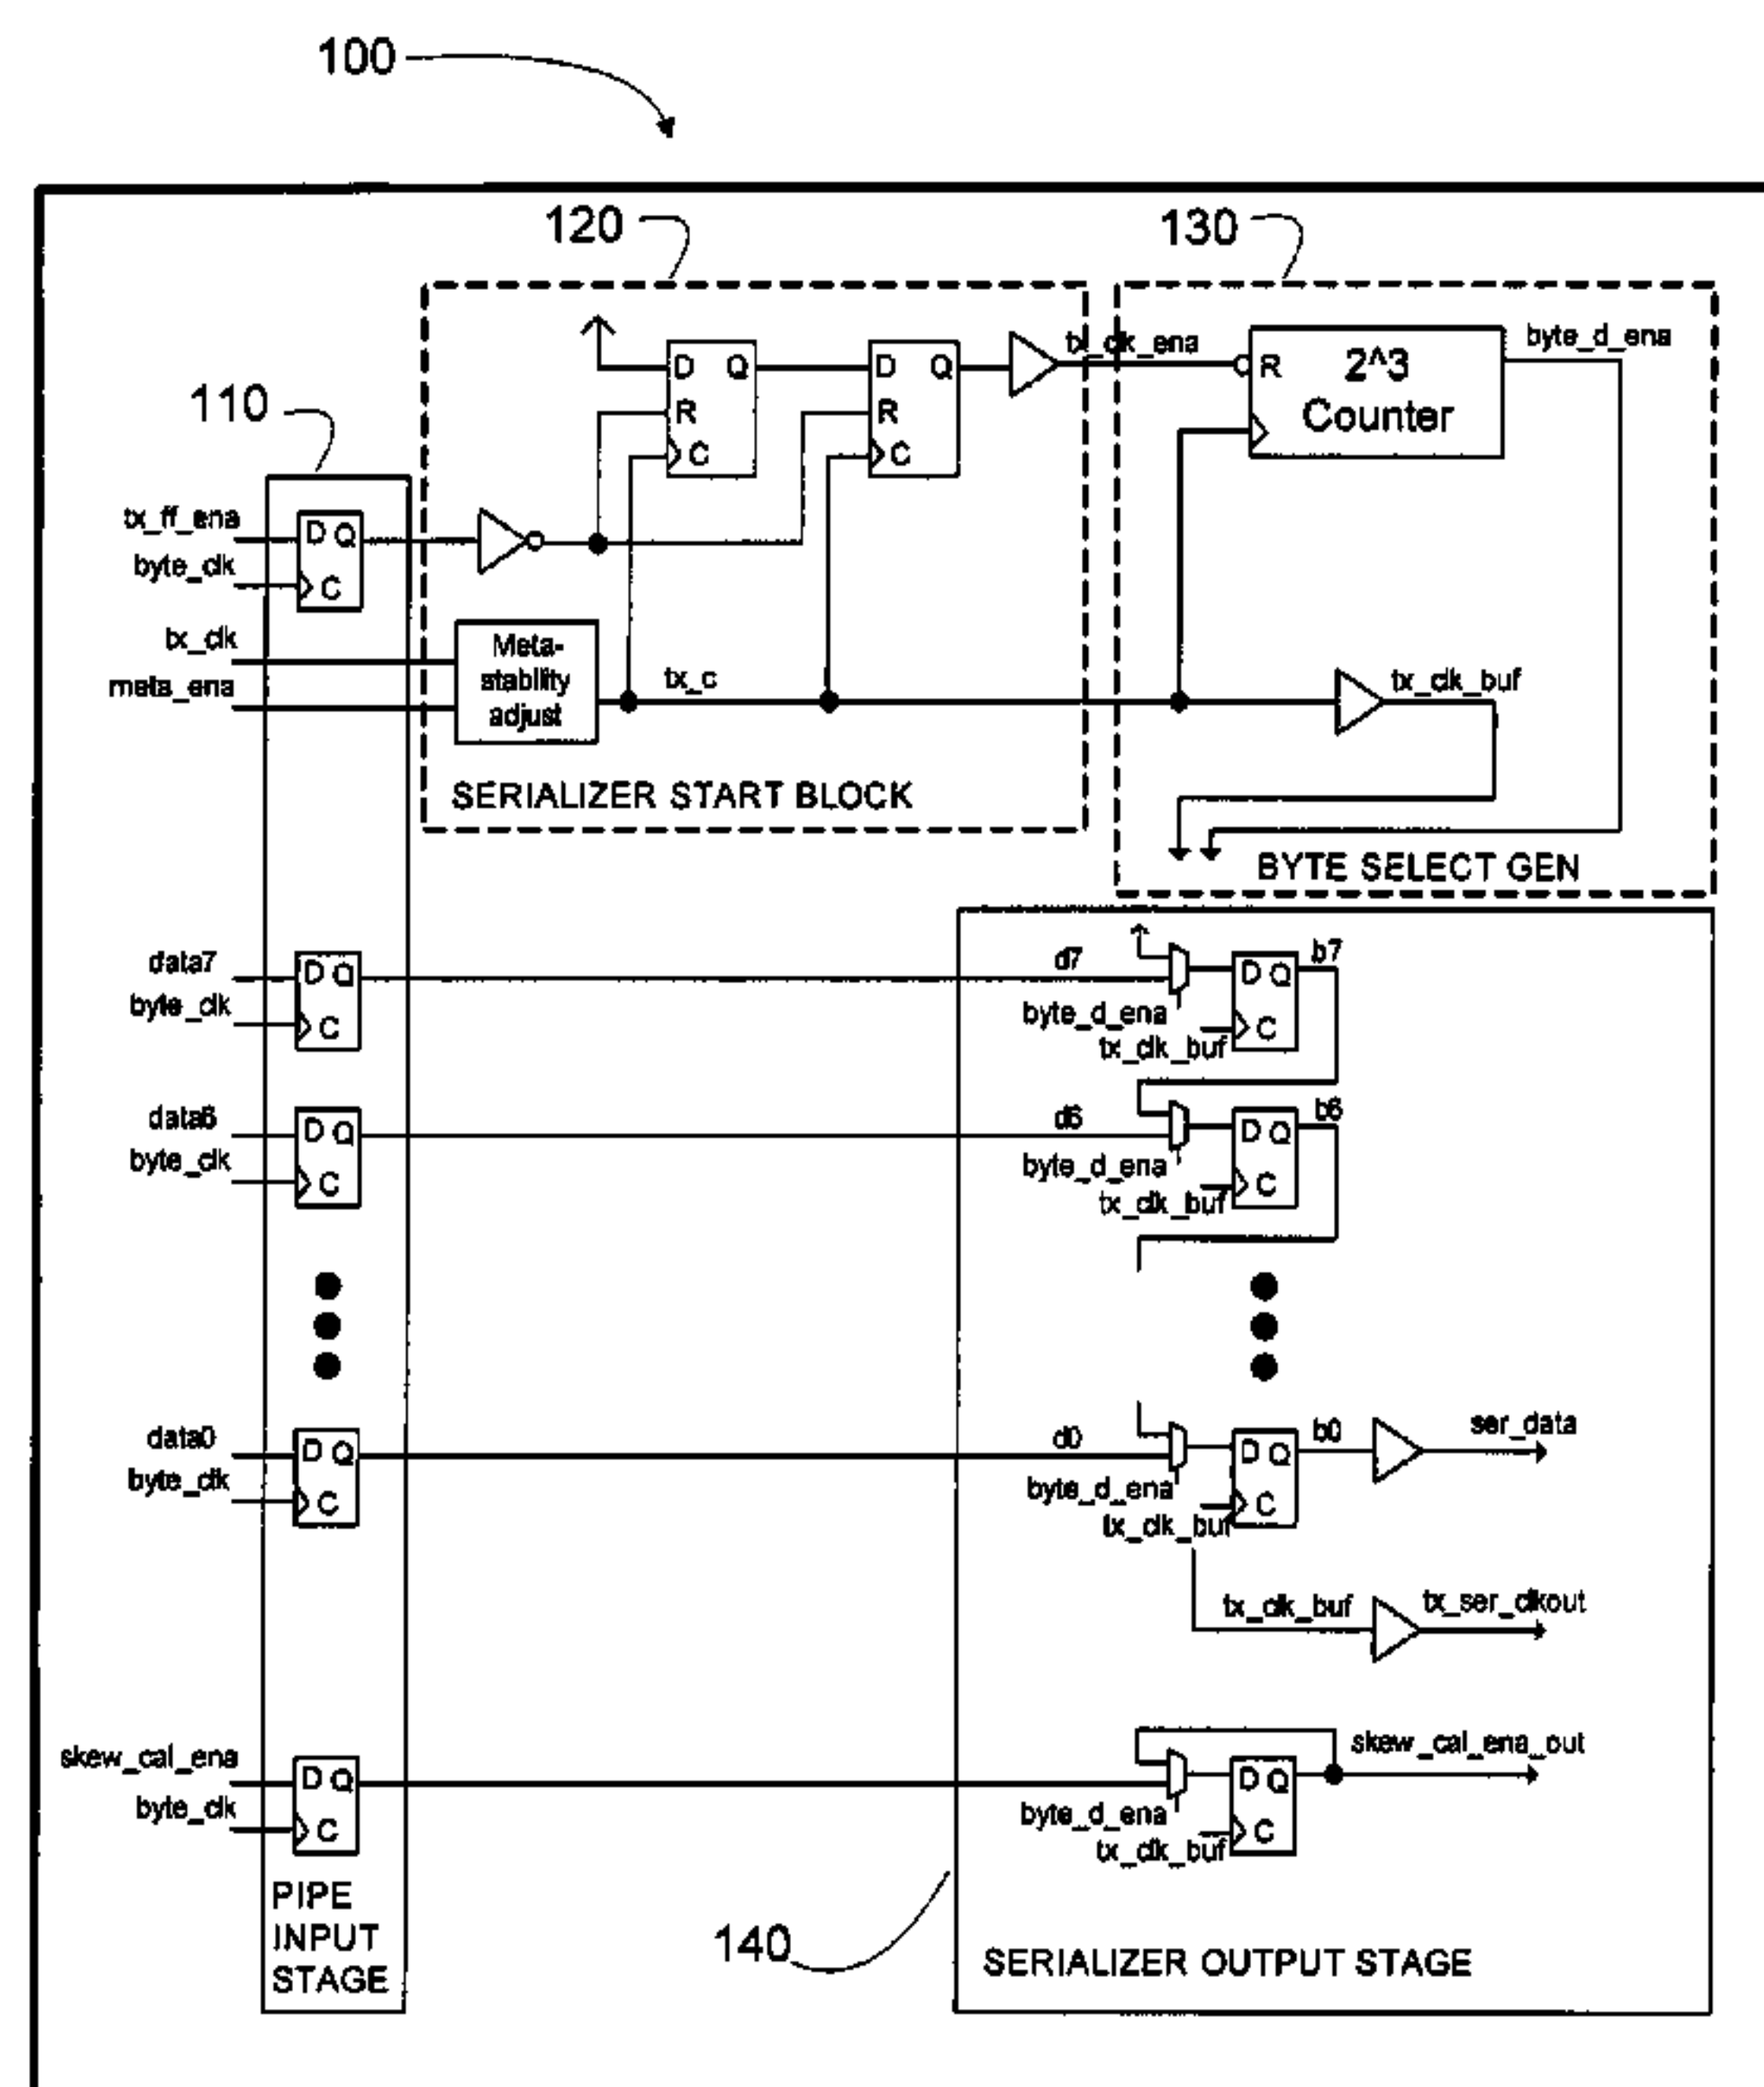 100
120
130
110
D Q
R
C
D Q
R
C
tx_clk_ena
R
2^3
Counter
byte_d_ena
tx_ff_ena
byte_clk
D Q
C
tx_clk
meta_ena
Meta-
stability
adjust
tx_c
tx_clk_buf
SERIALIZER START BLOCK
BYTE SELECT GEN
data7
byte_clk
D Q
C
d7
byte_d_ena
tx_clk_buf
D Q
C
b7
data6
byte_clk
D Q
C
d6
byte_d_ena
tx_clk_buf
D Q
C
b6
data0
byte_clk
D Q
C
d0
byte_d_ena
tx_clk_buf
D Q
C
b0
ser_data
tx_clk_buf
tx_ser_clkout
skew_cal_ena
byte_clk
D Q
C
byte_d_ena
tx_clk_buf
D Q
C
skew_cal_ena_out
PIPE
INPUT
STAGE
140
SERIALIZER OUTPUT STAGE